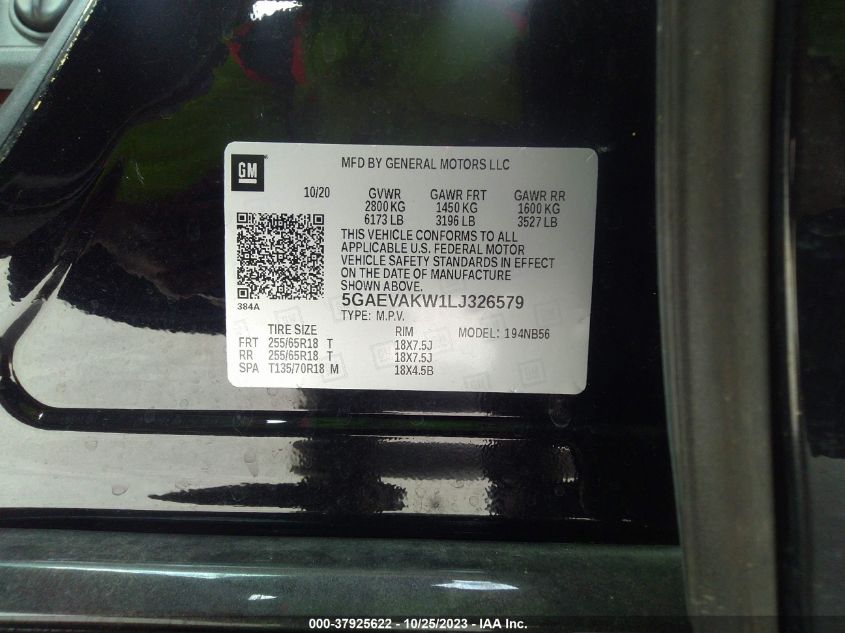 GM
MFD BY GENERAL MOTORS LLC
10/20 GVWR GAWR FRT GAWR RR
2800 KG 1450 KG 1600 KG
6173 LB 3196 LB 3527 LB
THIS VEHICLE CONFORMS TO ALL
APPLICABLE U.S. FEDERAL MOTOR
VEHICLE SAFETY STANDARDS IN EFFECT
ON THE DATE OF MANUFACTURE
SHOWN ABOVE.
384A
5GAEVAKW1LJ326579
TYPE: M.P.V.
TIRE SIZE RIM MODEL: 194NB56
FRT 255/65R18 T 18X7.5J
RR 255/65R18 T 18X7.5J
SPA T135/70R18 M 18X4.5B
000-37925622 - 10/25/2023 - IAA Inc.